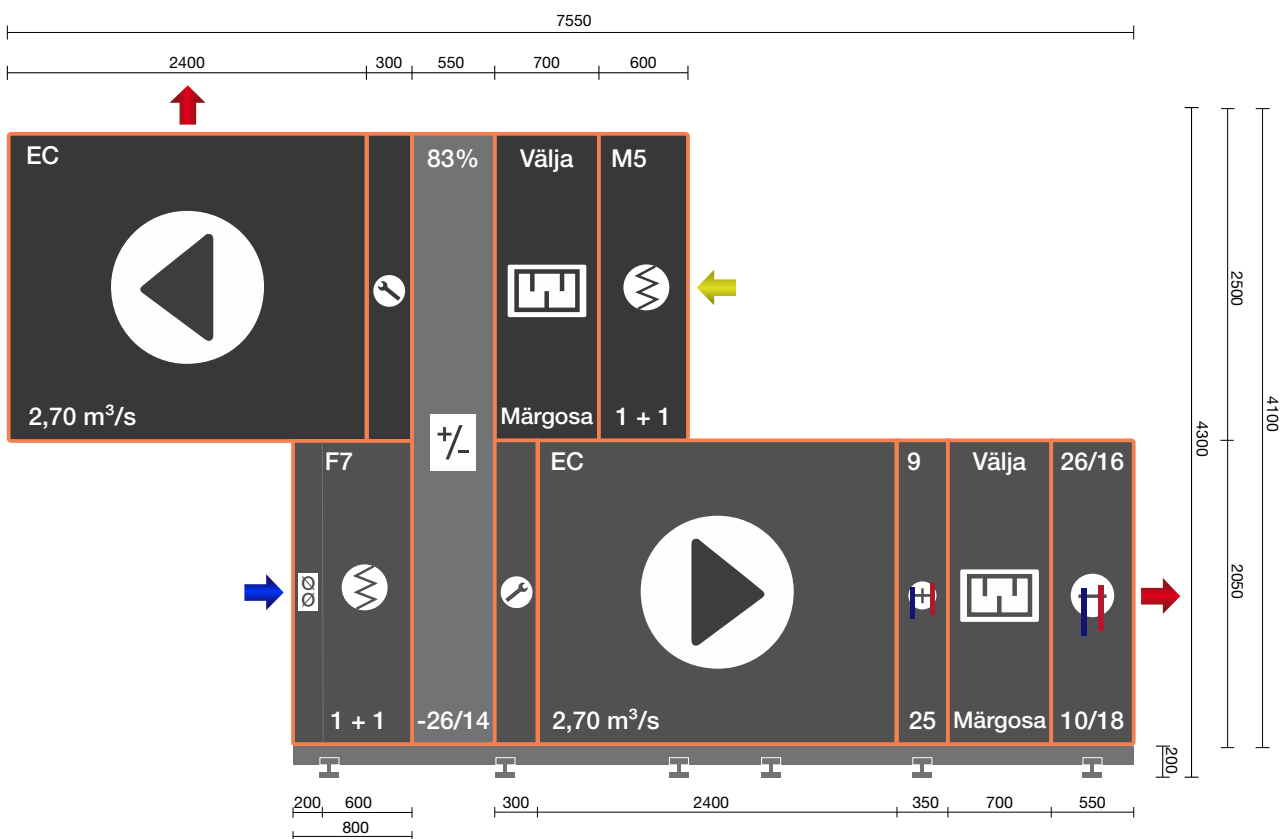 7550
2400 300 550 700 600
EC 83% Välja M5
2,70 m³/s Märgosa 1 + 1
+/-
F7 EC 9 Välja 26/16
1 + 1 -26/14 2,70 m³/s 25 Märgosa 10/18
2500
4100
4300
2050
200
200 600 300 2400 350 700 550
800